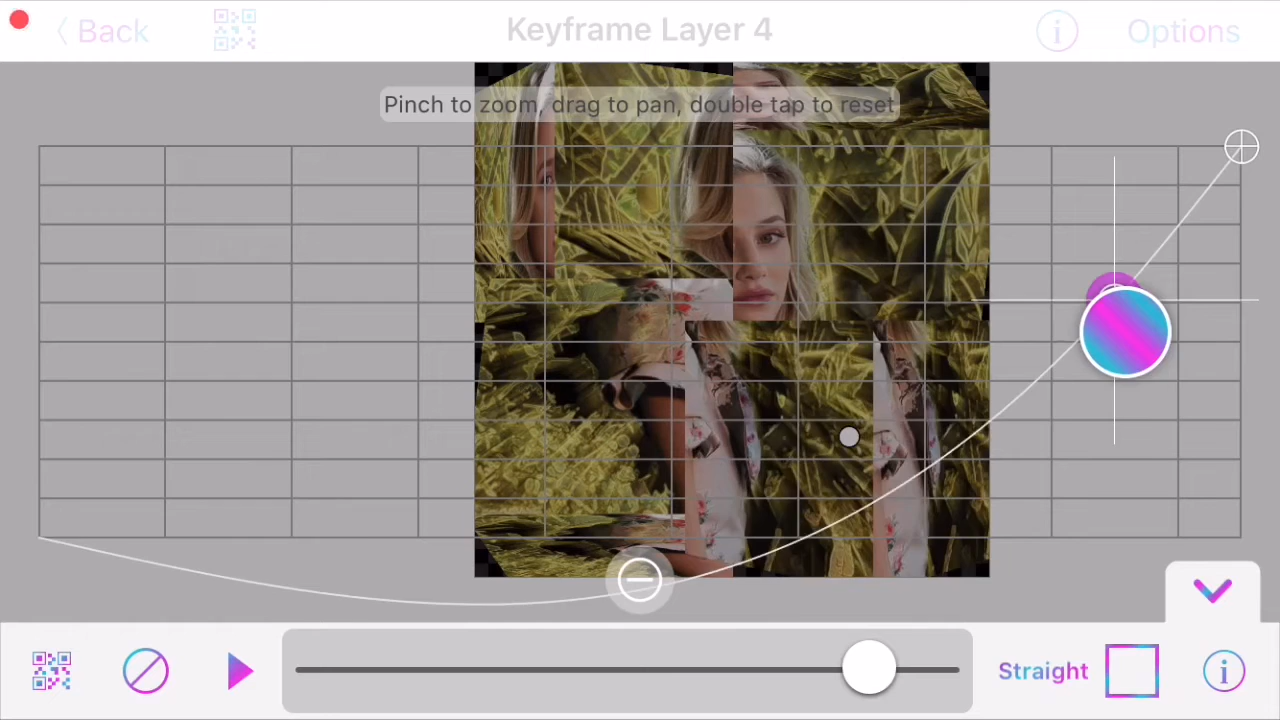 Back
Keyframe Layer 4
i
Options
Pinch to zoom, drag to pan, double tap to reset
Straight
i